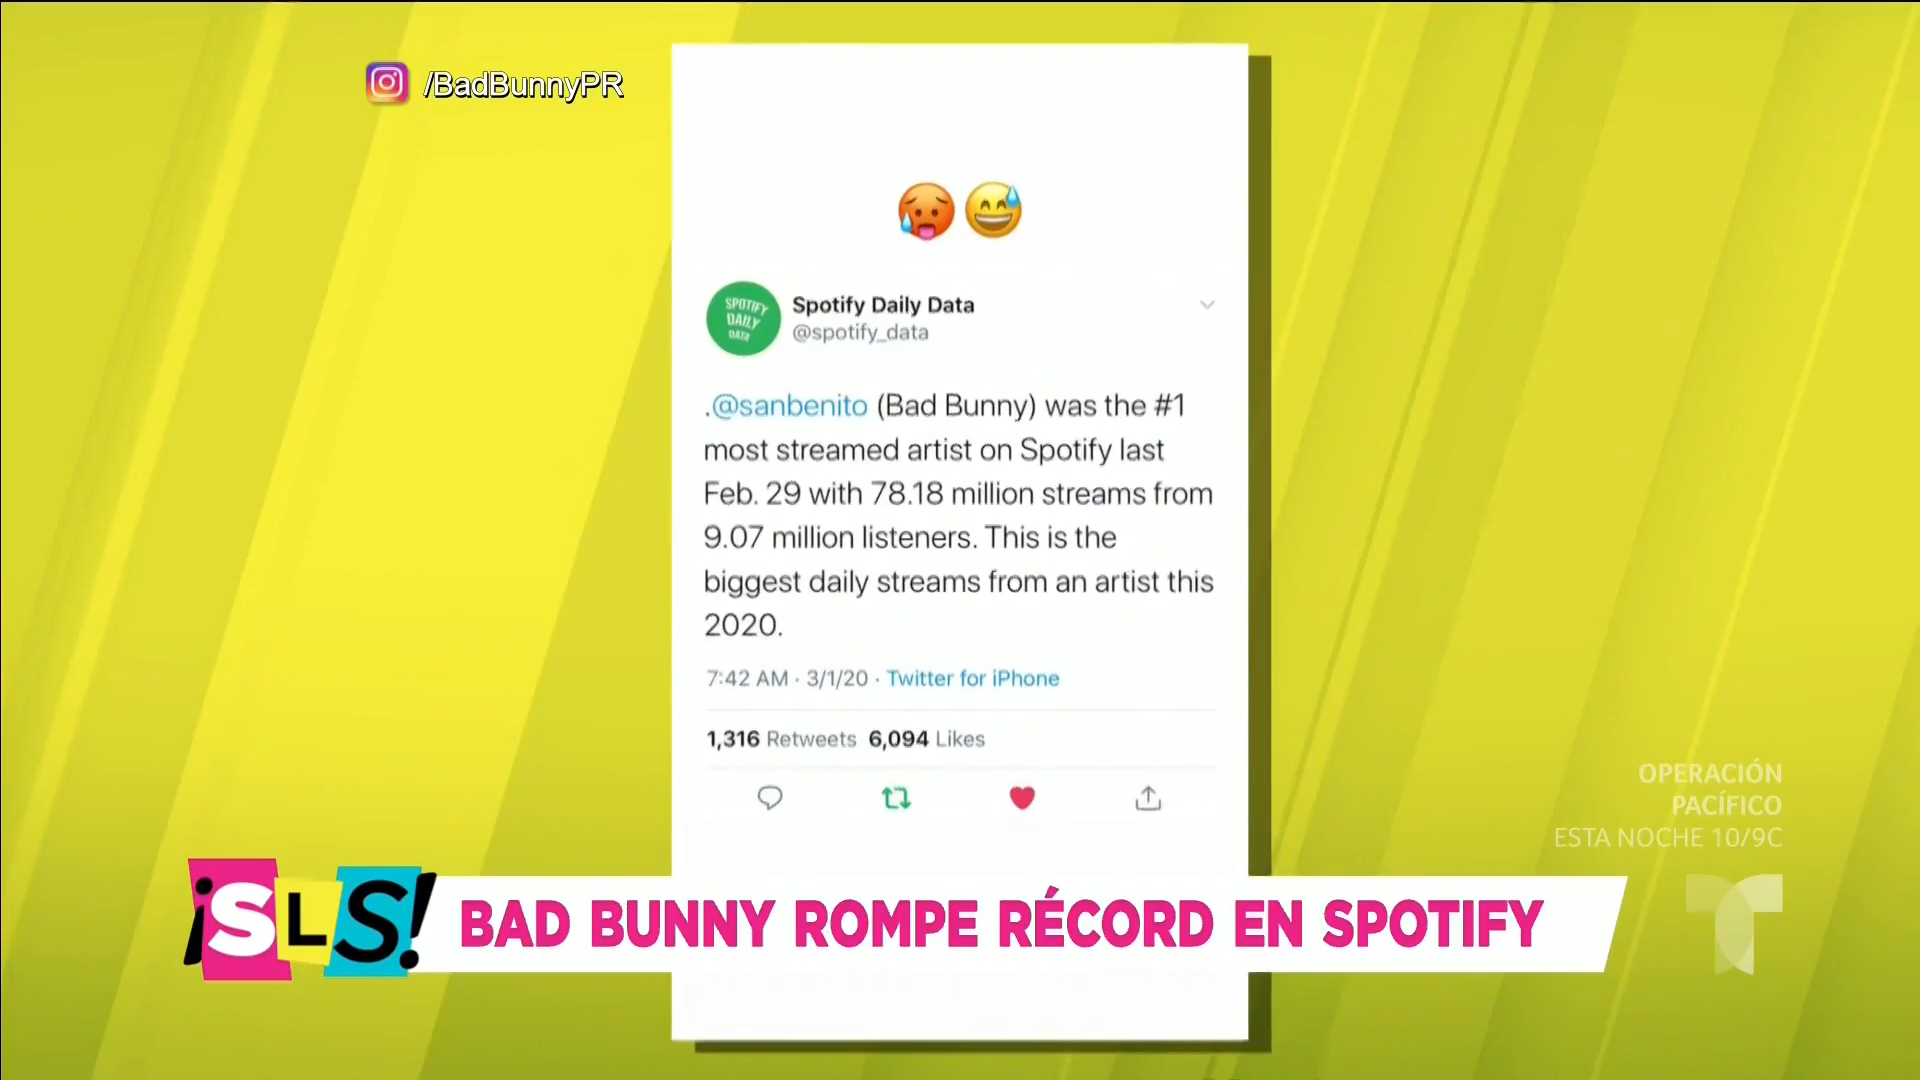 /BadBunnyPR
🥵😅
SPOTIFY
DAILY
DATA
Spotify Daily Data
@spotify_data
.@sanbenito (Bad Bunny) was the #1
most streamed artist on Spotify last
Feb. 29 with 78.18 million streams from
9.07 million listeners. This is the
biggest daily streams from an artist this
2020.
7:42 AM · 3/1/20 · Twitter for iPhone
1,316 Retweets 6,094 Likes
OPERACIÓN
PACÍFICO
ESTA NOCHE 10/9C
¡SLS!
BAD BUNNY ROMPE RÉCORD EN SPOTIFY